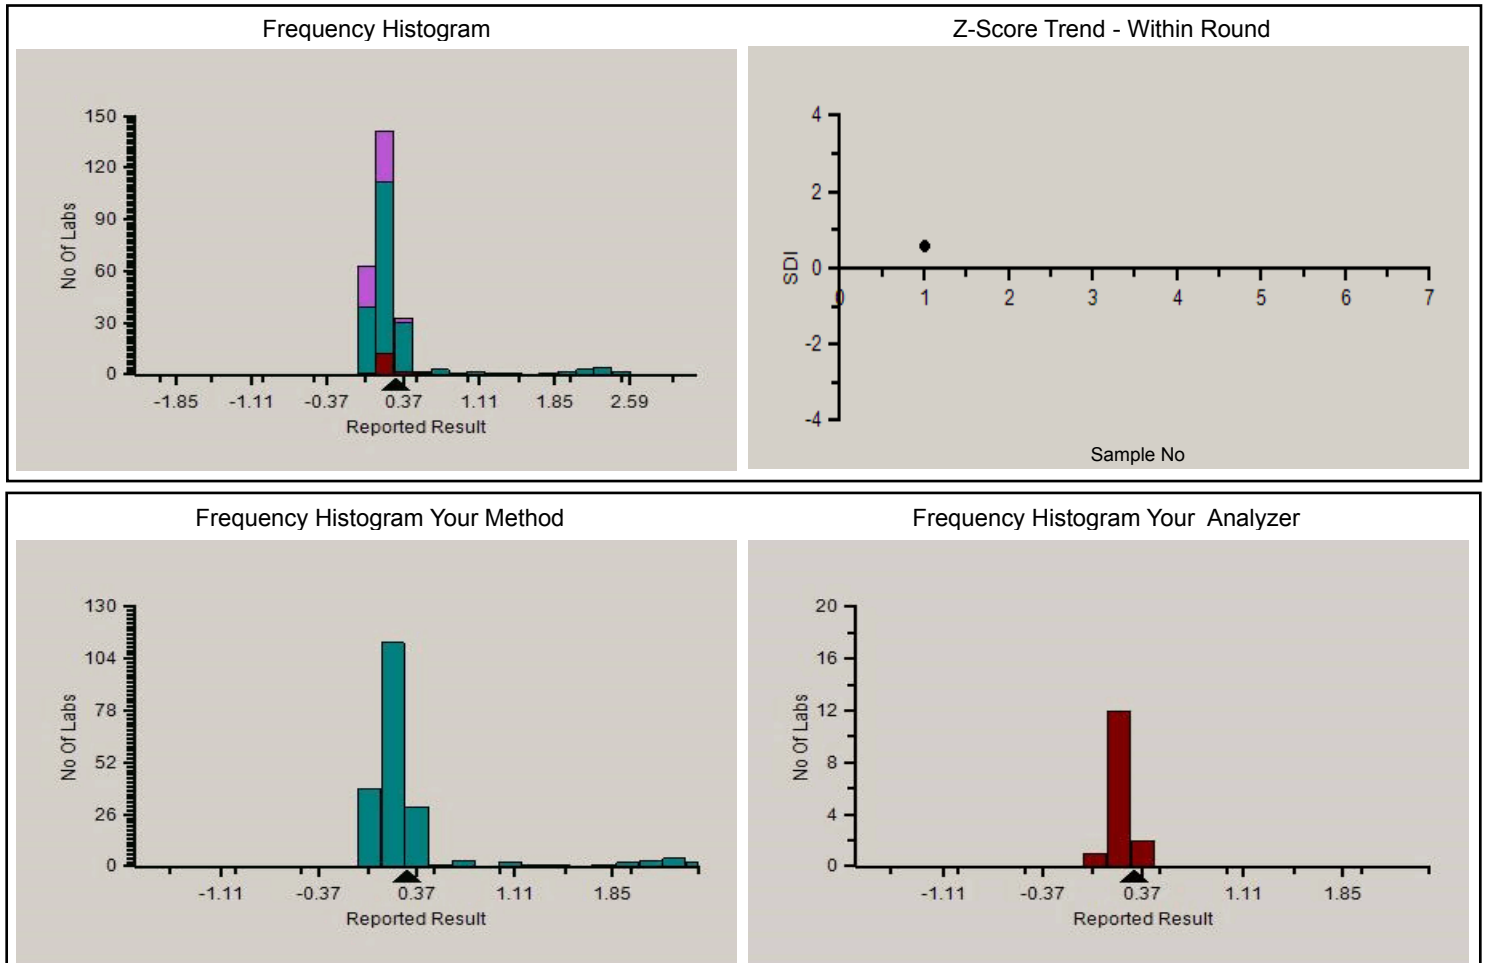 Frequency Histogram
150
120
90
60
30
0
No Of Labs
-1.85 -1.11 -0.37 0.37 1.11 1.85 2.59
Reported Result
Z-Score Trend - Within Round
4
2
0
-2
-4
SDI
0 1 2 3 4 5 6 7
Sample No
Frequency Histogram Your Method
130
104
78
52
26
0
No Of Labs
-1.11 -0.37 0.37 1.11 1.85
Reported Result
Frequency Histogram Your Analyzer
20
16
12
8
4
0
No Of Labs
-1.11 -0.37 0.37 1.11 1.85
Reported Result